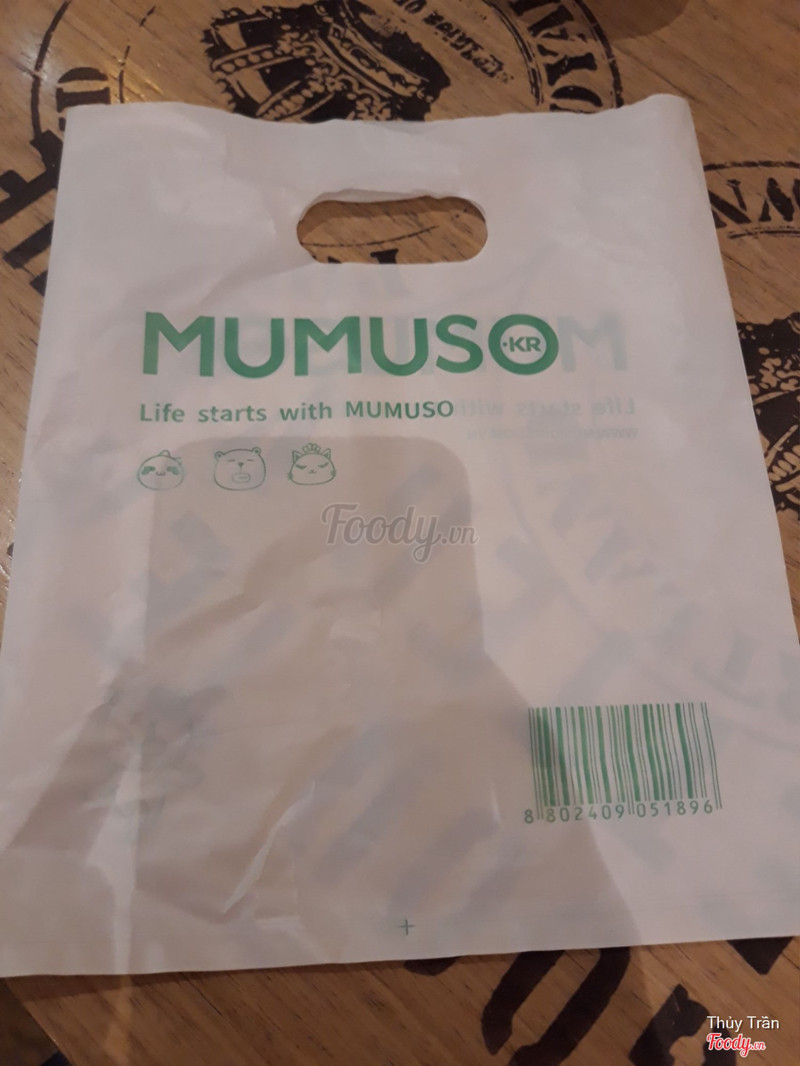 MUMUSO
·KR
Life starts with MUMUSO
Foody.vn
8 802409 051896
Thủy Trần
Foody.vn